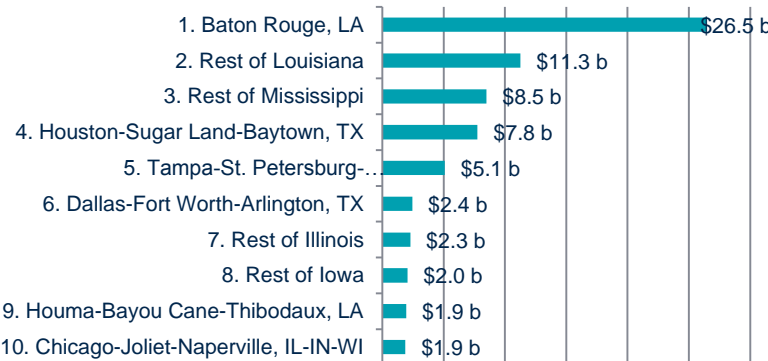 1. Baton Rouge, LA $26.5 b
2. Rest of Louisiana $11.3 b
3. Rest of Mississippi $8.5 b
4. Houston-Sugar Land-Baytown, TX $7.8 b
5. Tampa-St. Petersburg-… $5.1 b
6. Dallas-Fort Worth-Arlington, TX $2.4 b
7. Rest of Illinois $2.3 b
8. Rest of Iowa $2.0 b
9. Houma-Bayou Cane-Thibodaux, LA $1.9 b
10. Chicago-Joliet-Naperville, IL-IN-WI $1.9 b